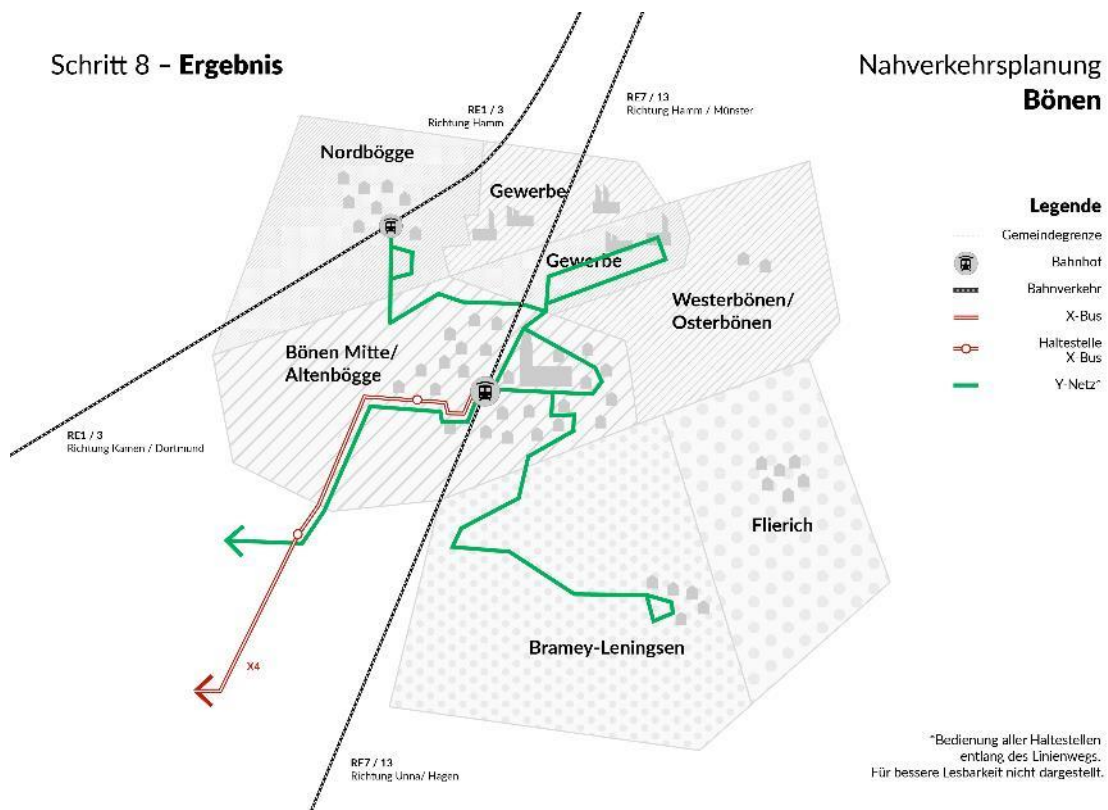 Schritt 8 – Ergebnis
Nahverkehrsplanung
Bönen
RE1 / 3
Richtung Hamm
RE7 / 13
Richtung Hamm / Münster
Nordbögge
Gewerbe
Gewerbe
Westerbönen/
Osterbönen
Bönen Mitte/
Altenbögge
RE1 / 3
Richtung Kamen / Dortmund
Flierich
Bramey-Leningsen
X4
RE7 / 13
Richtung Unna/ Hagen
Legende
Gemeindegrenze
Bahnhof
Bahnverkehr
X-Bus
Haltestelle
X-Bus
Y-Netz*
*Bedienung aller Haltestellen
entlang des Linienwegs.
Für bessere Lesbarkeit nicht dargestellt.